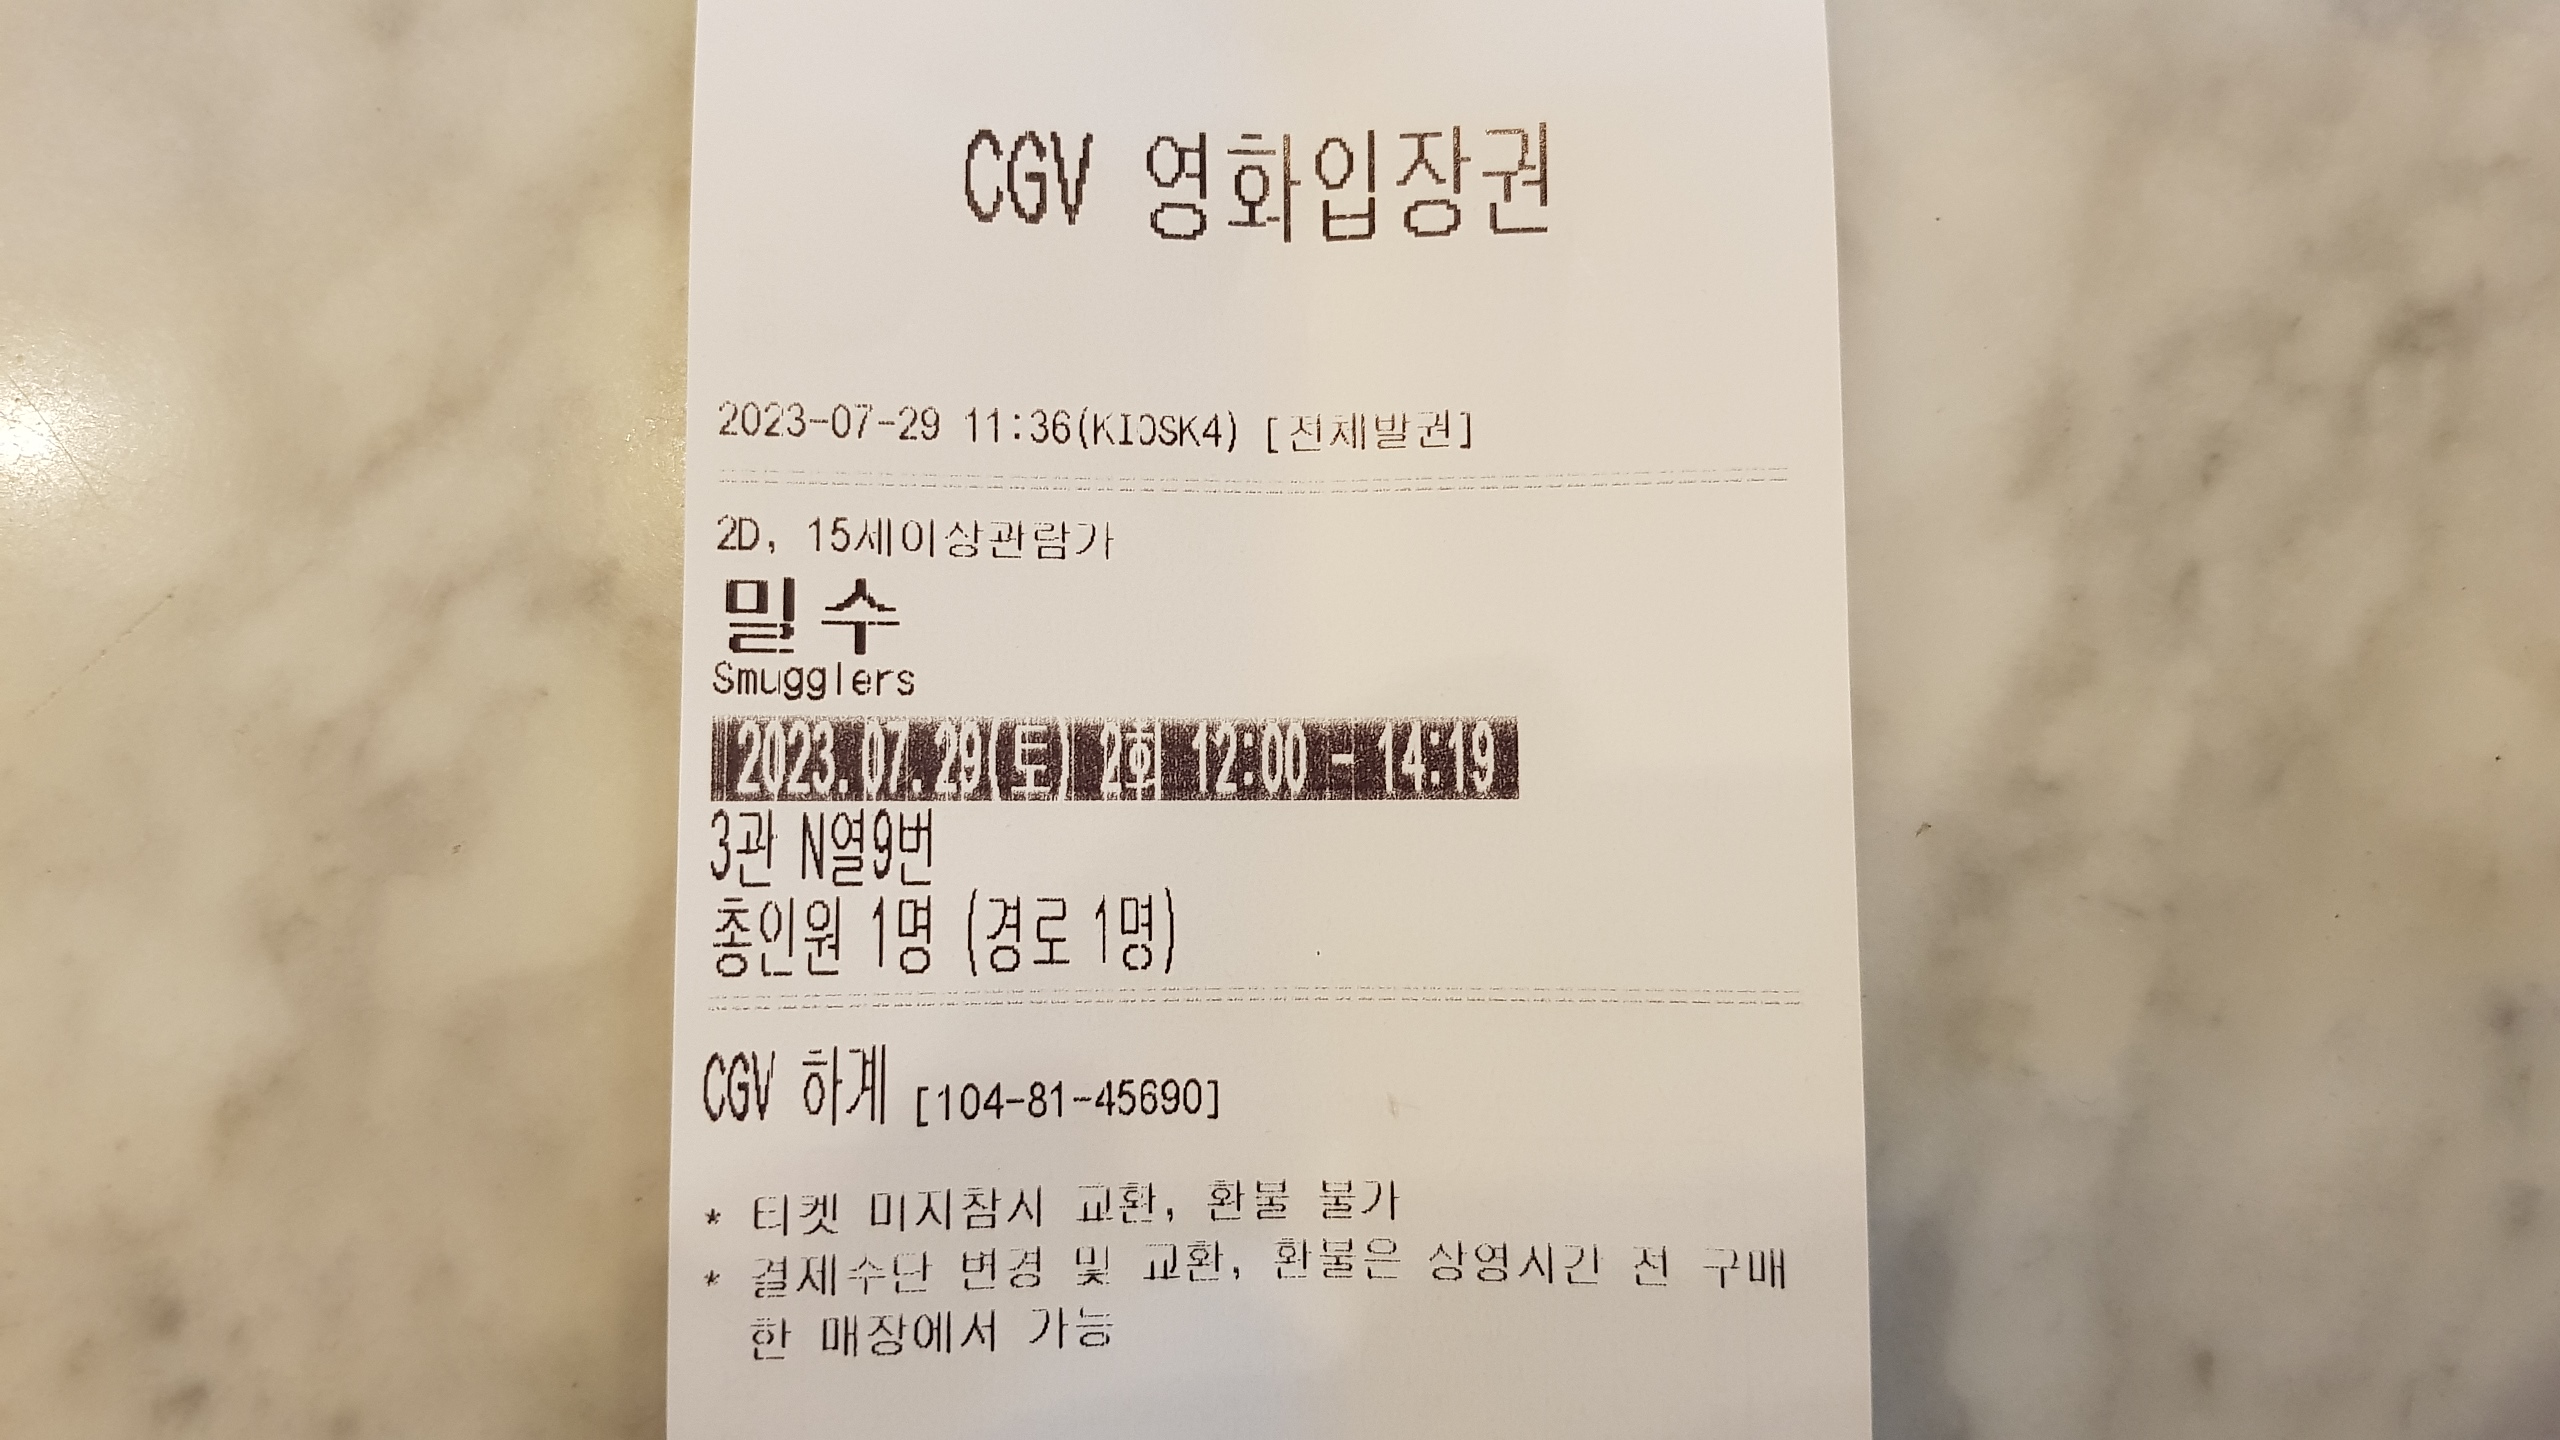 CGV 영화입장권
2023-07-29 11:36(KIOSK4) [전체발권]
2D, 15세이상관람가
밀수
Smugglers
2023.07.29(토) 2회 12:00 - 14:19
3관 N열9번
총인원 1명 (경로 1명)
CGV 하계 [104-81-45690]
* 티켓 미지참시 교환, 환불 불가
* 결제수단 변경 및 교환, 환불은 상영시간 전 구매
한 매장에서 가능